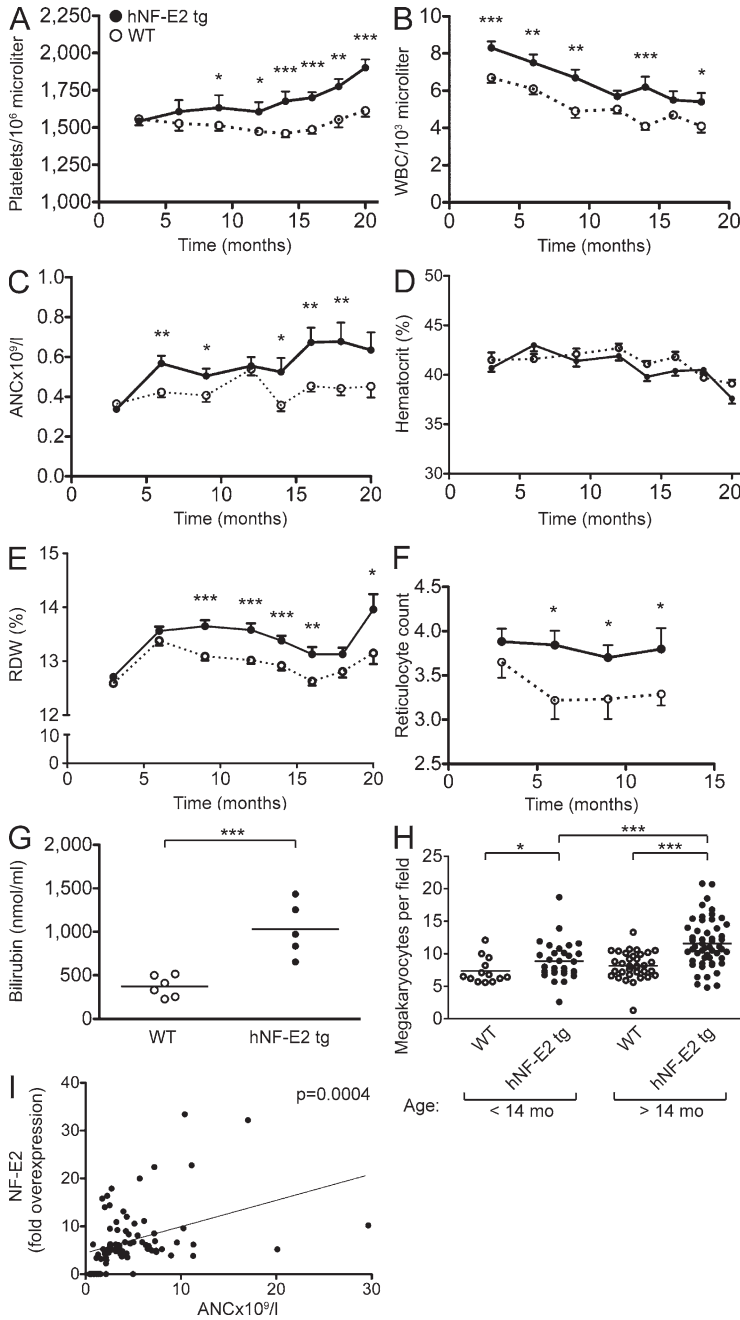 A
2,250
hNF-E2 tg
WT
2,000
1,750
1,500
1,250
1,000
Platelets/10⁶ microliter
* * *** *** ** ***
0 5 10 15 20
Time (months)
B
10
8
6
4
2
0
WBC/10³ microliter
*** ** ** *** *
0 5 10 15 20
Time (months)
C
1.0
0.8
0.6
0.4
0.2
0.0
ANCx10⁹/l
** * * ** **
0 5 10 15 20
Time (months)
D
50
45
40
35
30
Hematocrit (%)
0 5 10 15 20
Time (months)
E
15
14
13
12
10
0
RDW (%)
*** *** *** ** *
0 5 10 15 20
Time (months)
F
4.5
4.0
3.5
3.0
2.5
Reticulocyte count
* * *
0 5 10 15
Time (months)
G
2,000
1,500
1,000
500
0
Bilirubin (nmol/ml)
***
WT hNF-E2 tg
H
25
20
15
10
5
0
Megakaryocytes per field
***
* ***
WT hNF-E2 tg WT hNF-E2 tg
Age: < 14 mo > 14 mo
I
40
30
20
10
0
NF-E2
(fold overexpression)
p=0.0004
0 10 20 30
ANCx10⁹/l